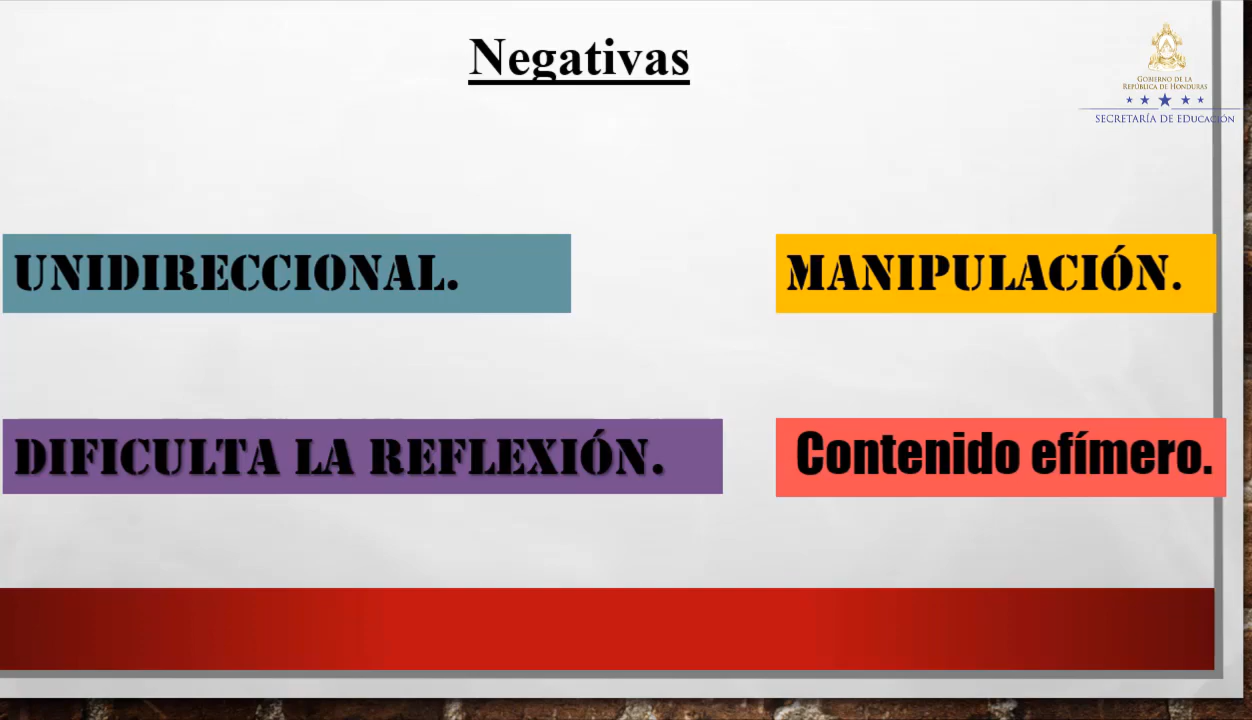 Negativas
GOBIERNO DE LA
REPÚBLICA DE HONDURAS
SECRETARÍA DE EDUCACIÓN
UNIDIRECCIONAL.
MANIPULACIÓN.
DIFICULTA LA REFLEXIÓN.
Contenido efímero.